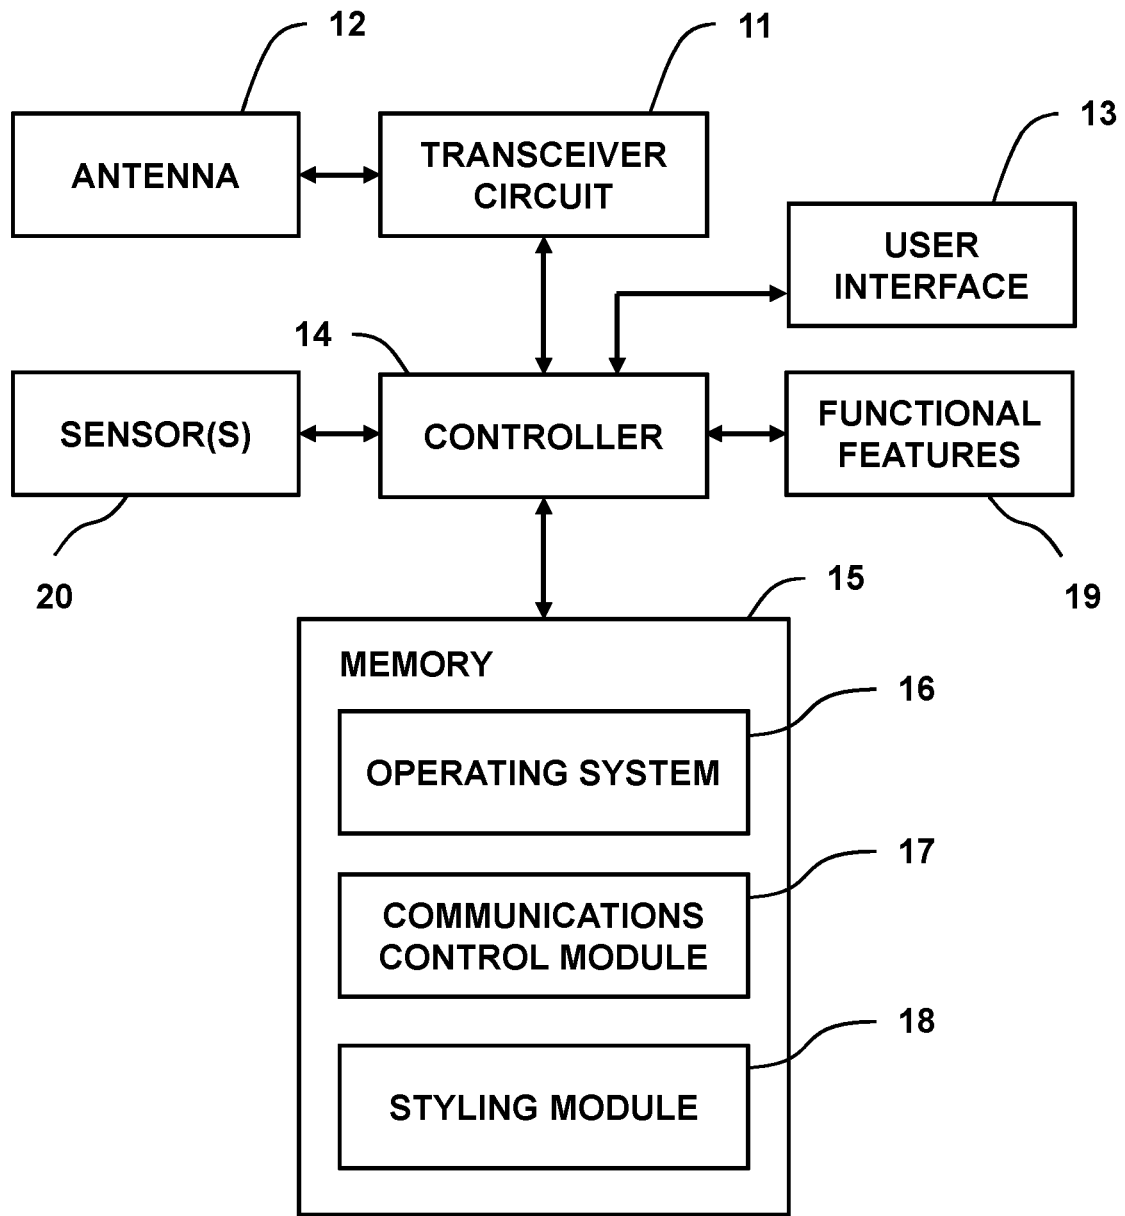 12
11
13
ANTENNA
TRANSCEIVER
CIRCUIT
USER
INTERFACE
14
SENSOR(S)
CONTROLLER
FUNCTIONAL
FEATURES
20
15
19
MEMORY
16
OPERATING SYSTEM
17
COMMUNICATIONS
CONTROL MODULE
18
STYLING MODULE